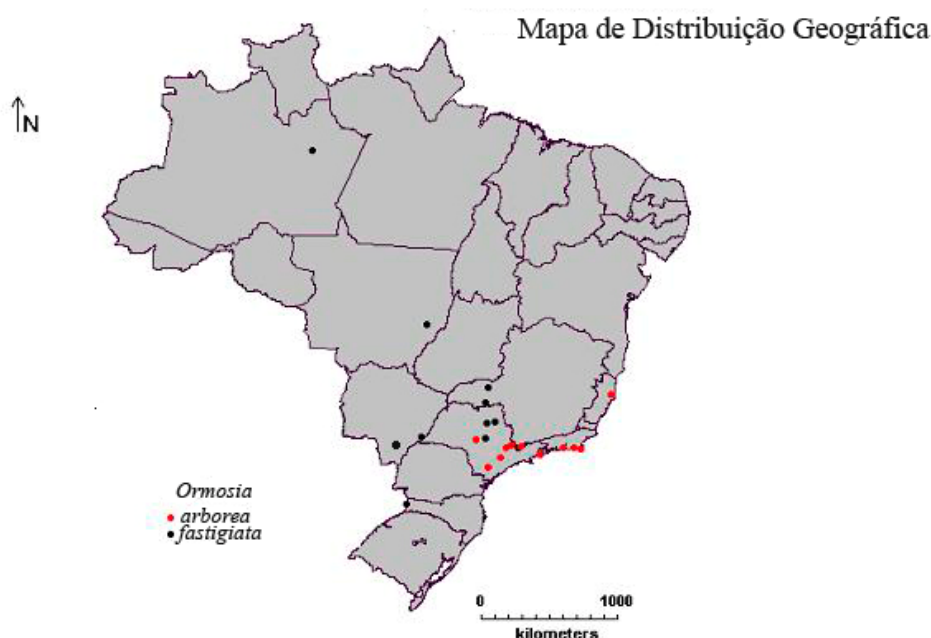 Mapa de Distribuição Geográfica
N
Ormosia
arborea
fastigiata
0 1000
kilometers